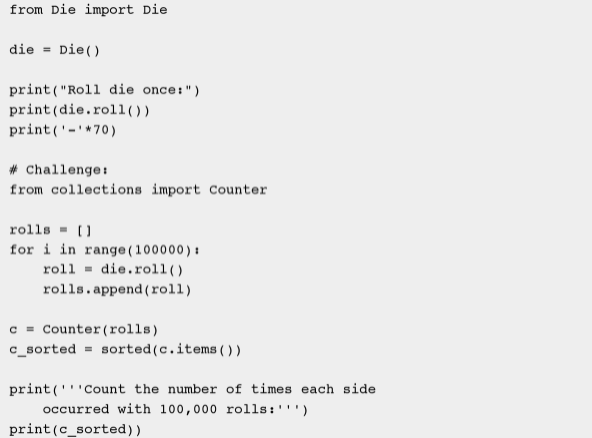 from Die import Die
die = Die()
print("Roll die once:")
print(die.roll())
print('-'*70)
# Challenge:
from collections import Counter
rolls = []
for i in range(100000):
    roll = die.roll()
    rolls.append(roll)
c = Counter(rolls)
c_sorted = sorted(c.items())
print('''Count the number of times each side
    occurred with 100,000 rolls:''')
print(c_sorted))